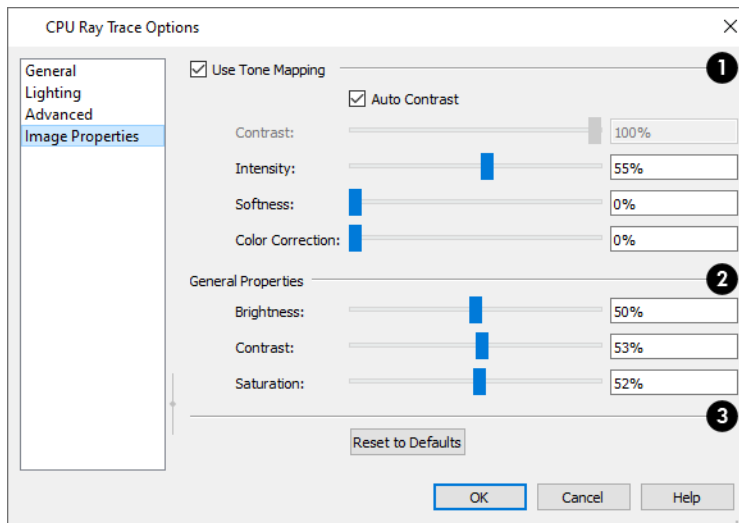 CPU Ray Trace Options
General
Lighting
Advanced
Image Properties
Use Tone Mapping
1
Auto Contrast
Contrast: 100%
Intensity: 55%
Softness: 0%
Color Correction: 0%
General Properties
2
Brightness: 50%
Contrast: 53%
Saturation: 52%
3
Reset to Defaults
OK Cancel Help